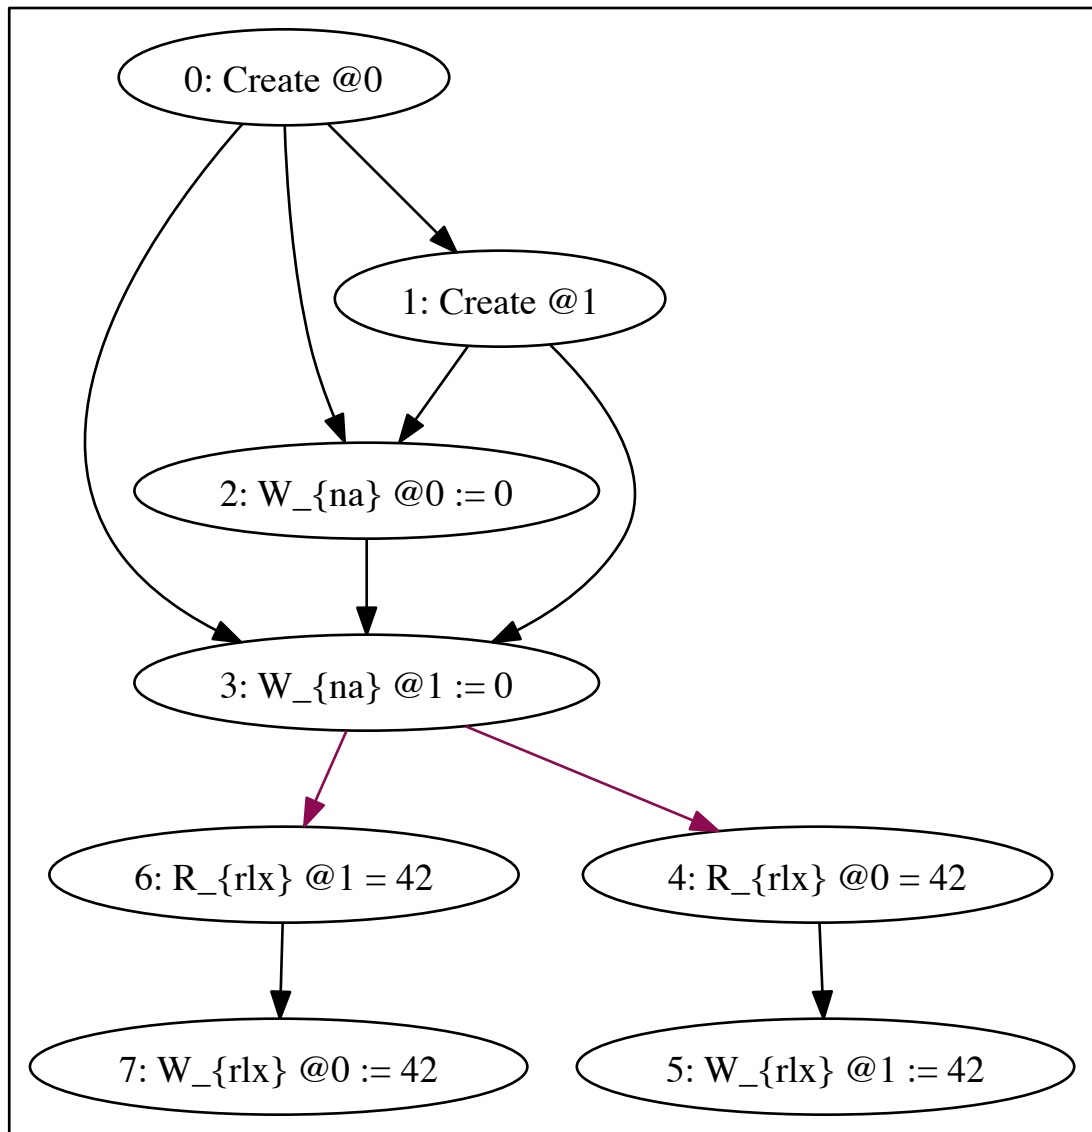 0: Create @0
1: Create @1
2: W_{na} @0 := 0
3: W_{na} @1 := 0
6: R_{rlx} @1 = 42
4: R_{rlx} @0 = 42
7: W_{rlx} @0 := 42
5: W_{rlx} @1 := 42